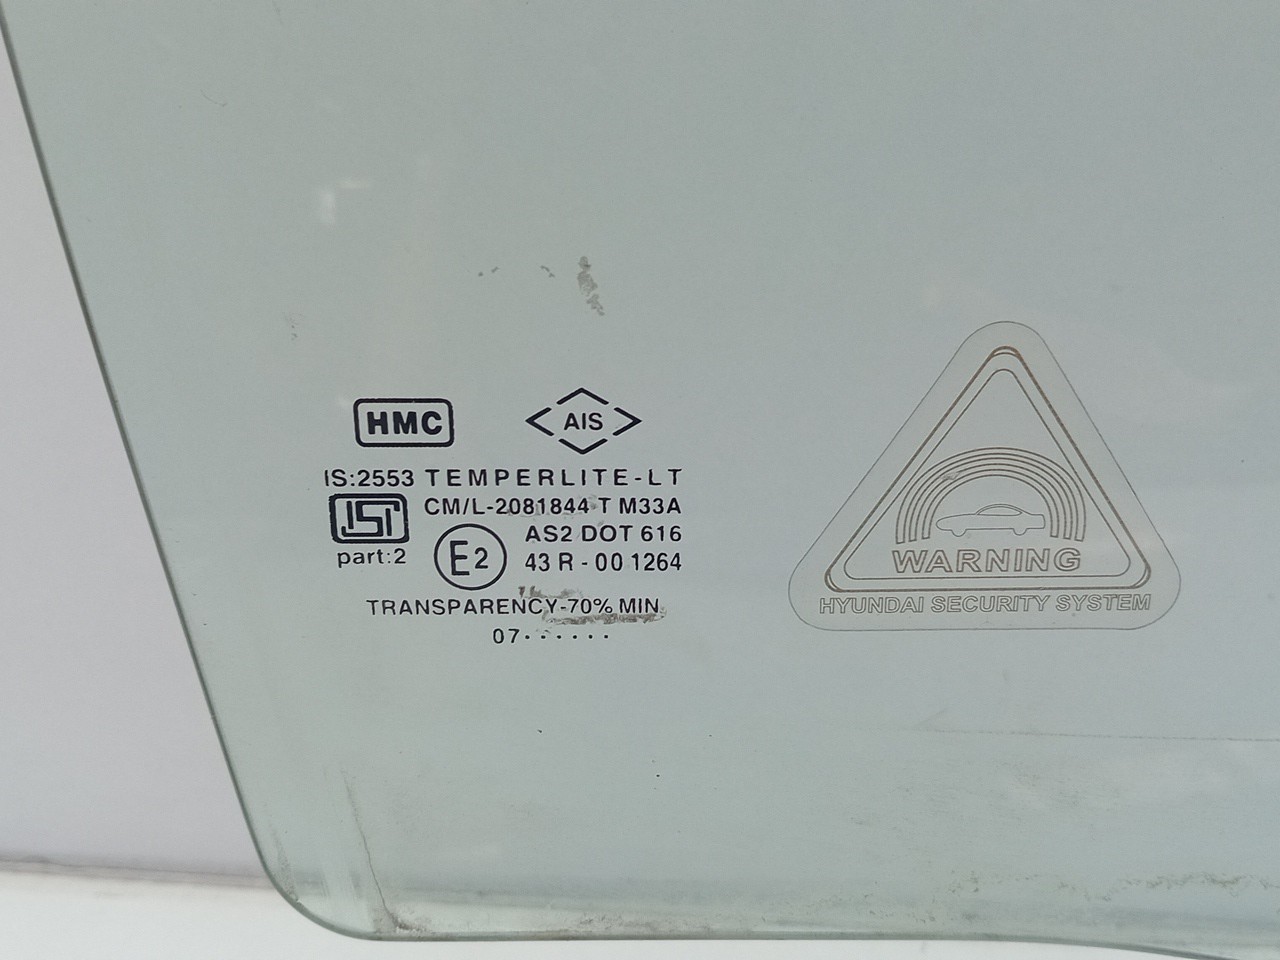 HMC
AIS
IS:2553 TEMPERLITE-LT
ISI
CM/L-2081844 T M33A
part:2
E2
AS2 DOT 616
43 R - 00 1264
TRANSPARENCY-70% MIN
07······
WARNING
HYUNDAI SECURITY SYSTEM